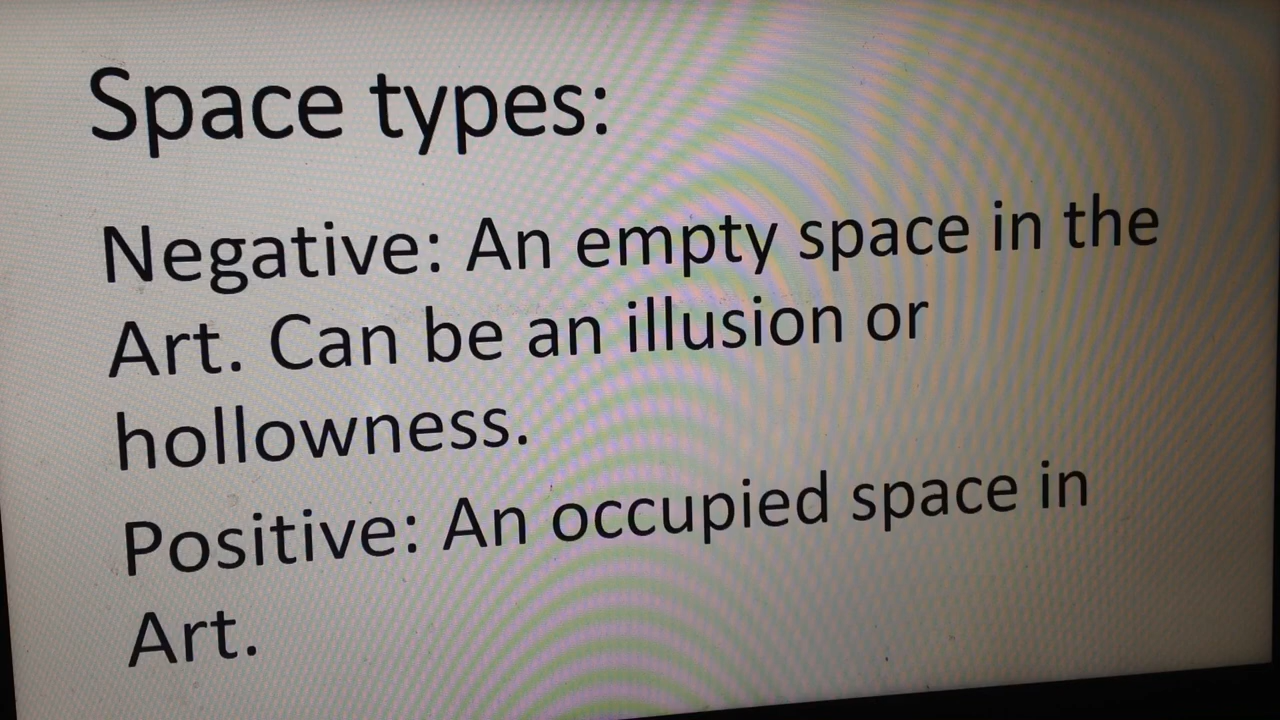 Space types:
Negative: An empty space in the
Art. Can be an illusion or
hollowness.
Positive: An occupied space in
Art.